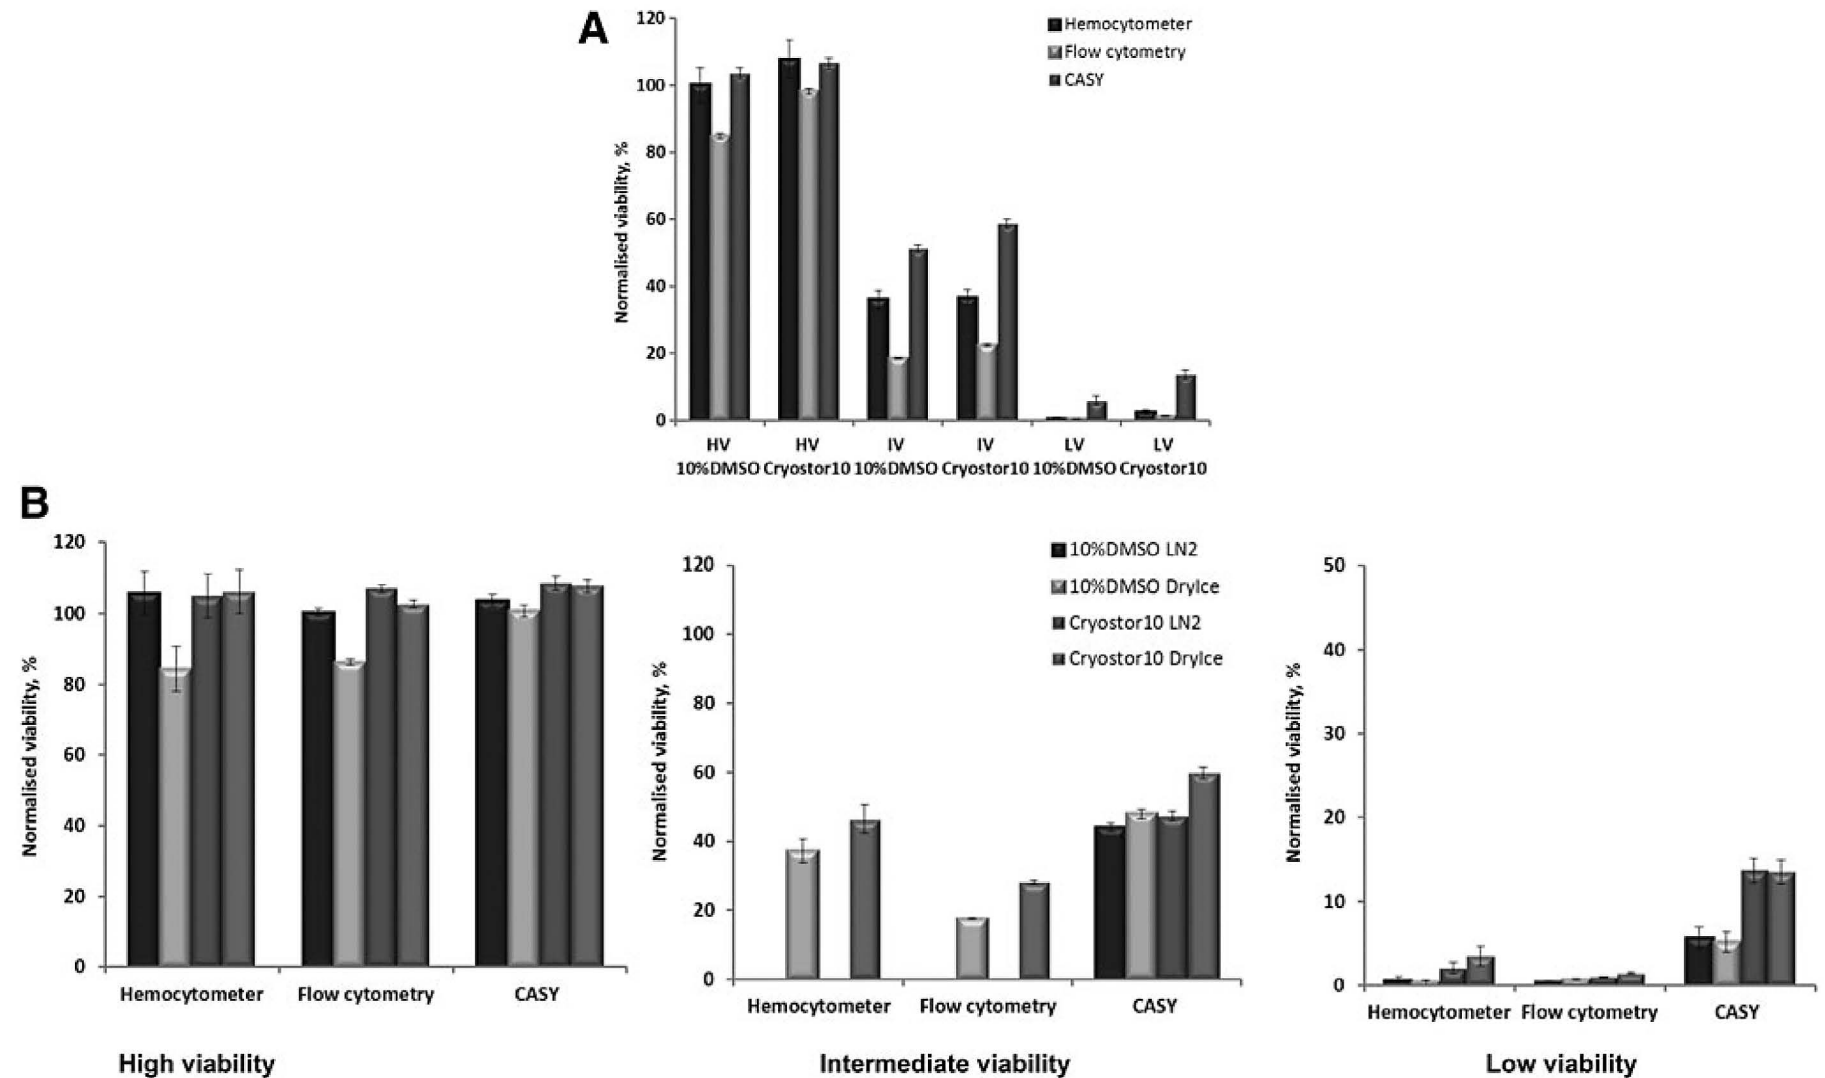 A
120
100
80
60
40
20
0
Normalised viability, %
Hemocytometer
Flow cytometry
CASY
HV HV IV IV LV LV
10%DMSO Cryostor10 10%DMSO Cryostor10 10%DMSO Cryostor10
B
120
100
80
60
40
20
0
Normalised viability, %
Hemocytometer Flow cytometry CASY
High viability
120
100
80
60
40
20
0
Normalised viability, %
10%DMSO LN2
10%DMSO DryIce
Cryostor10 LN2
Cryostor10 DryIce
Hemocytometer Flow cytometry CASY
Intermediate viability
50
40
30
20
10
0
Normalised viability, %
Hemocytometer Flow cytometry CASY
Low viability